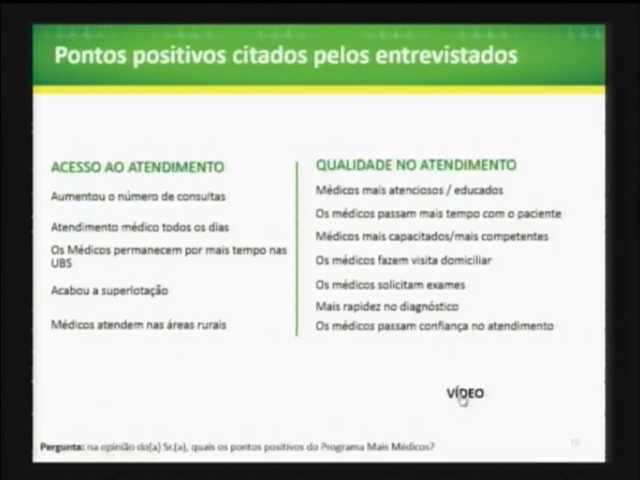 Pontos positivos citados pelos entrevistados
ACESSO AO ATENDIMENTO
Aumentou o número de consultas
Atendimento médico todos os dias
Os Médicos permanecem por mais tempo nas
UBS
Acabou a superlotação
Médicos atendem nas áreas rurais
QUALIDADE NO ATENDIMENTO
Médicos mais atenciosos / educados
Os médicos passam mais tempo com o paciente
Médicos mais capacitados/mais competentes
Os médicos fazem visita domiciliar
Os médicos solicitam exames
Mais rapidez no diagnóstico
Os médicos passam confiança no atendimento
VÍDEO
Pergunta: na opinião do(a) Sr.(a), quais os pontos positivos do Programa Mais Médicos?